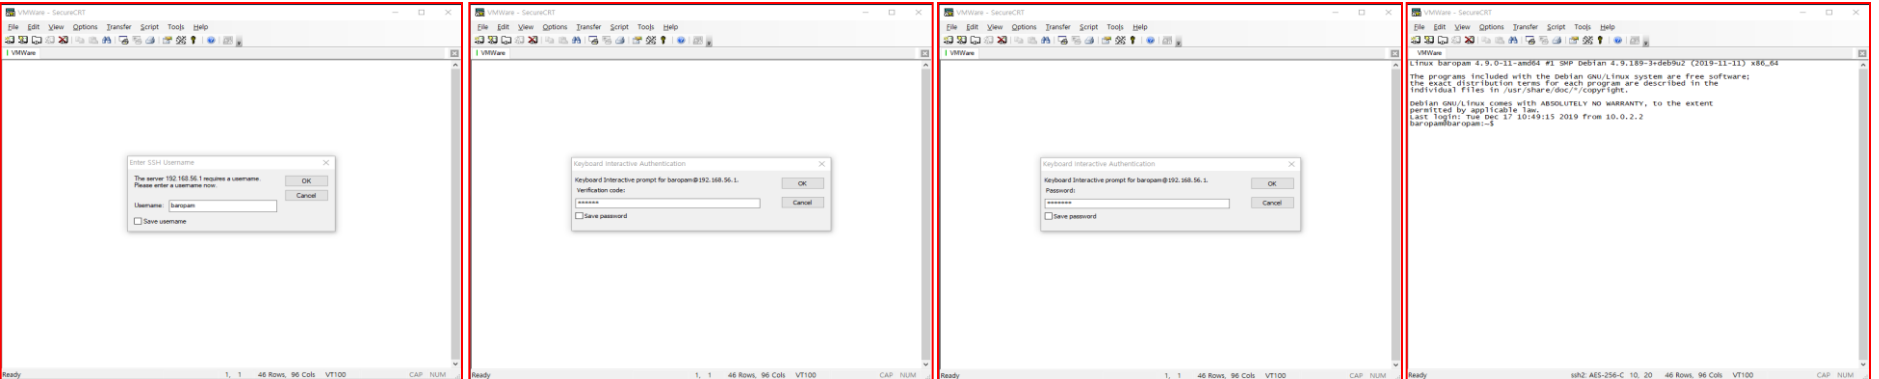 VMWare - SecureCRT
File Edit View Options Transfer Script Tools Help
VMWare
Enter SSH Username
The server 192.168.56.1 requires a username.
Please enter a username now.
Username: baropam
Save username
OK
Cancel
Ready
1, 1 46 Rows, 96 Cols VT100
CAP NUM
VMWare - SecureCRT
File Edit View Options Transfer Script Tools Help
VMWare
Keyboard Interactive Authentication
Keyboard Interactive prompt for baropam@192.168.56.1.
Verification code:
******
Save password
OK
Cancel
Ready
1, 1 46 Rows, 96 Cols VT100
CAP NUM
VMWare - SecureCRT
File Edit View Options Transfer Script Tools Help
VMWare
Keyboard Interactive Authentication
Keyboard Interactive prompt for baropam@192.168.56.1.
Password:
*******
Save password
OK
Cancel
Ready
1, 1 46 Rows, 96 Cols VT100
CAP NUM
VMWare - SecureCRT
File Edit View Options Transfer Script Tools Help
VMWare
Linux baropam 4.9.0-11-amd64 #1 SMP Debian 4.9.189-3+deb9u2 (2019-11-11) x86_64
The programs included with the Debian GNU/Linux system are free software;
the exact distribution terms for each program are described in the
individual files in /usr/share/doc/*/copyright.
Debian GNU/Linux comes with ABSOLUTELY NO WARRANTY, to the extent
permitted by applicable law.
Last login: Tue Dec 17 10:49:15 2019 from 10.0.2.2
baropam@baropam:~$
Ready
ssh2: AES-256-C 10, 20 46 Rows, 96 Cols VT100
CAP NUM